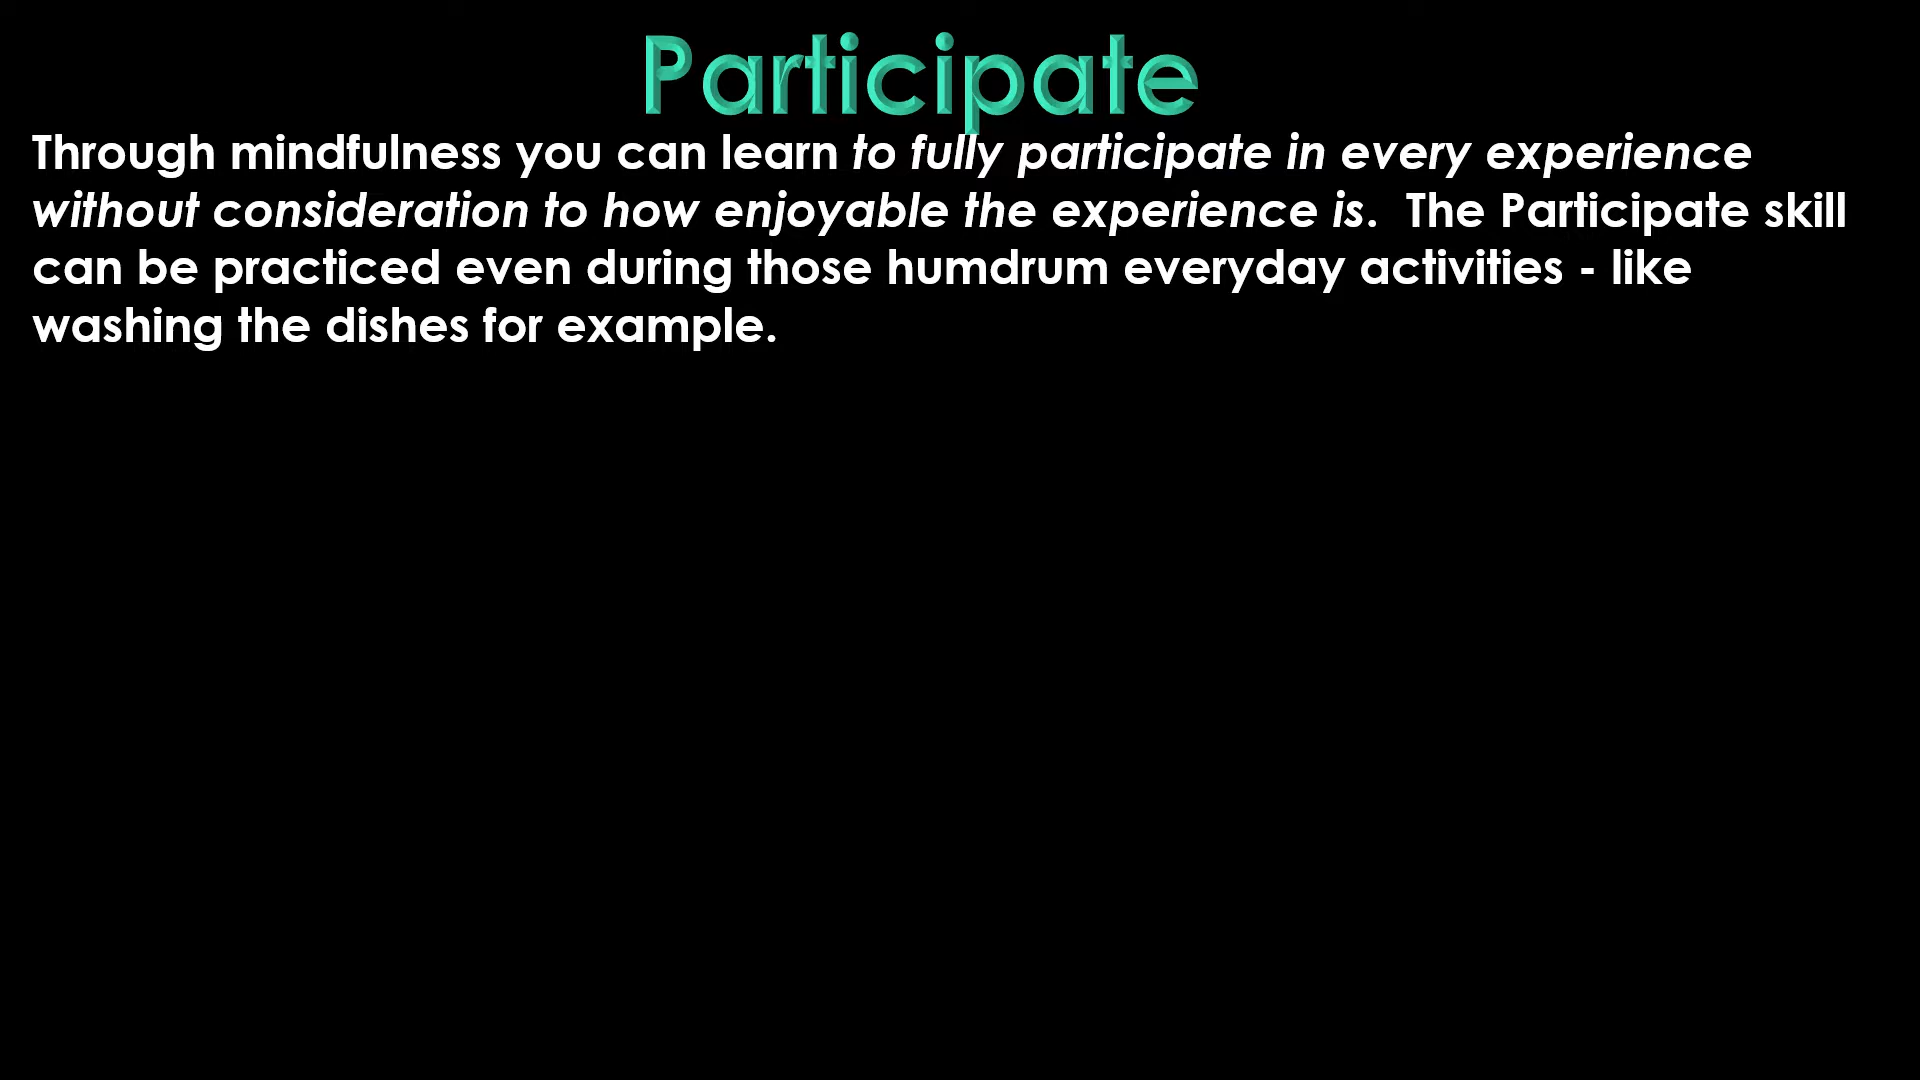 Participate
Through mindfulness you can learn to fully participate in every experience
without consideration to how enjoyable the experience is.  The Participate skill
can be practiced even during those humdrum everyday activities - like
washing the dishes for example.